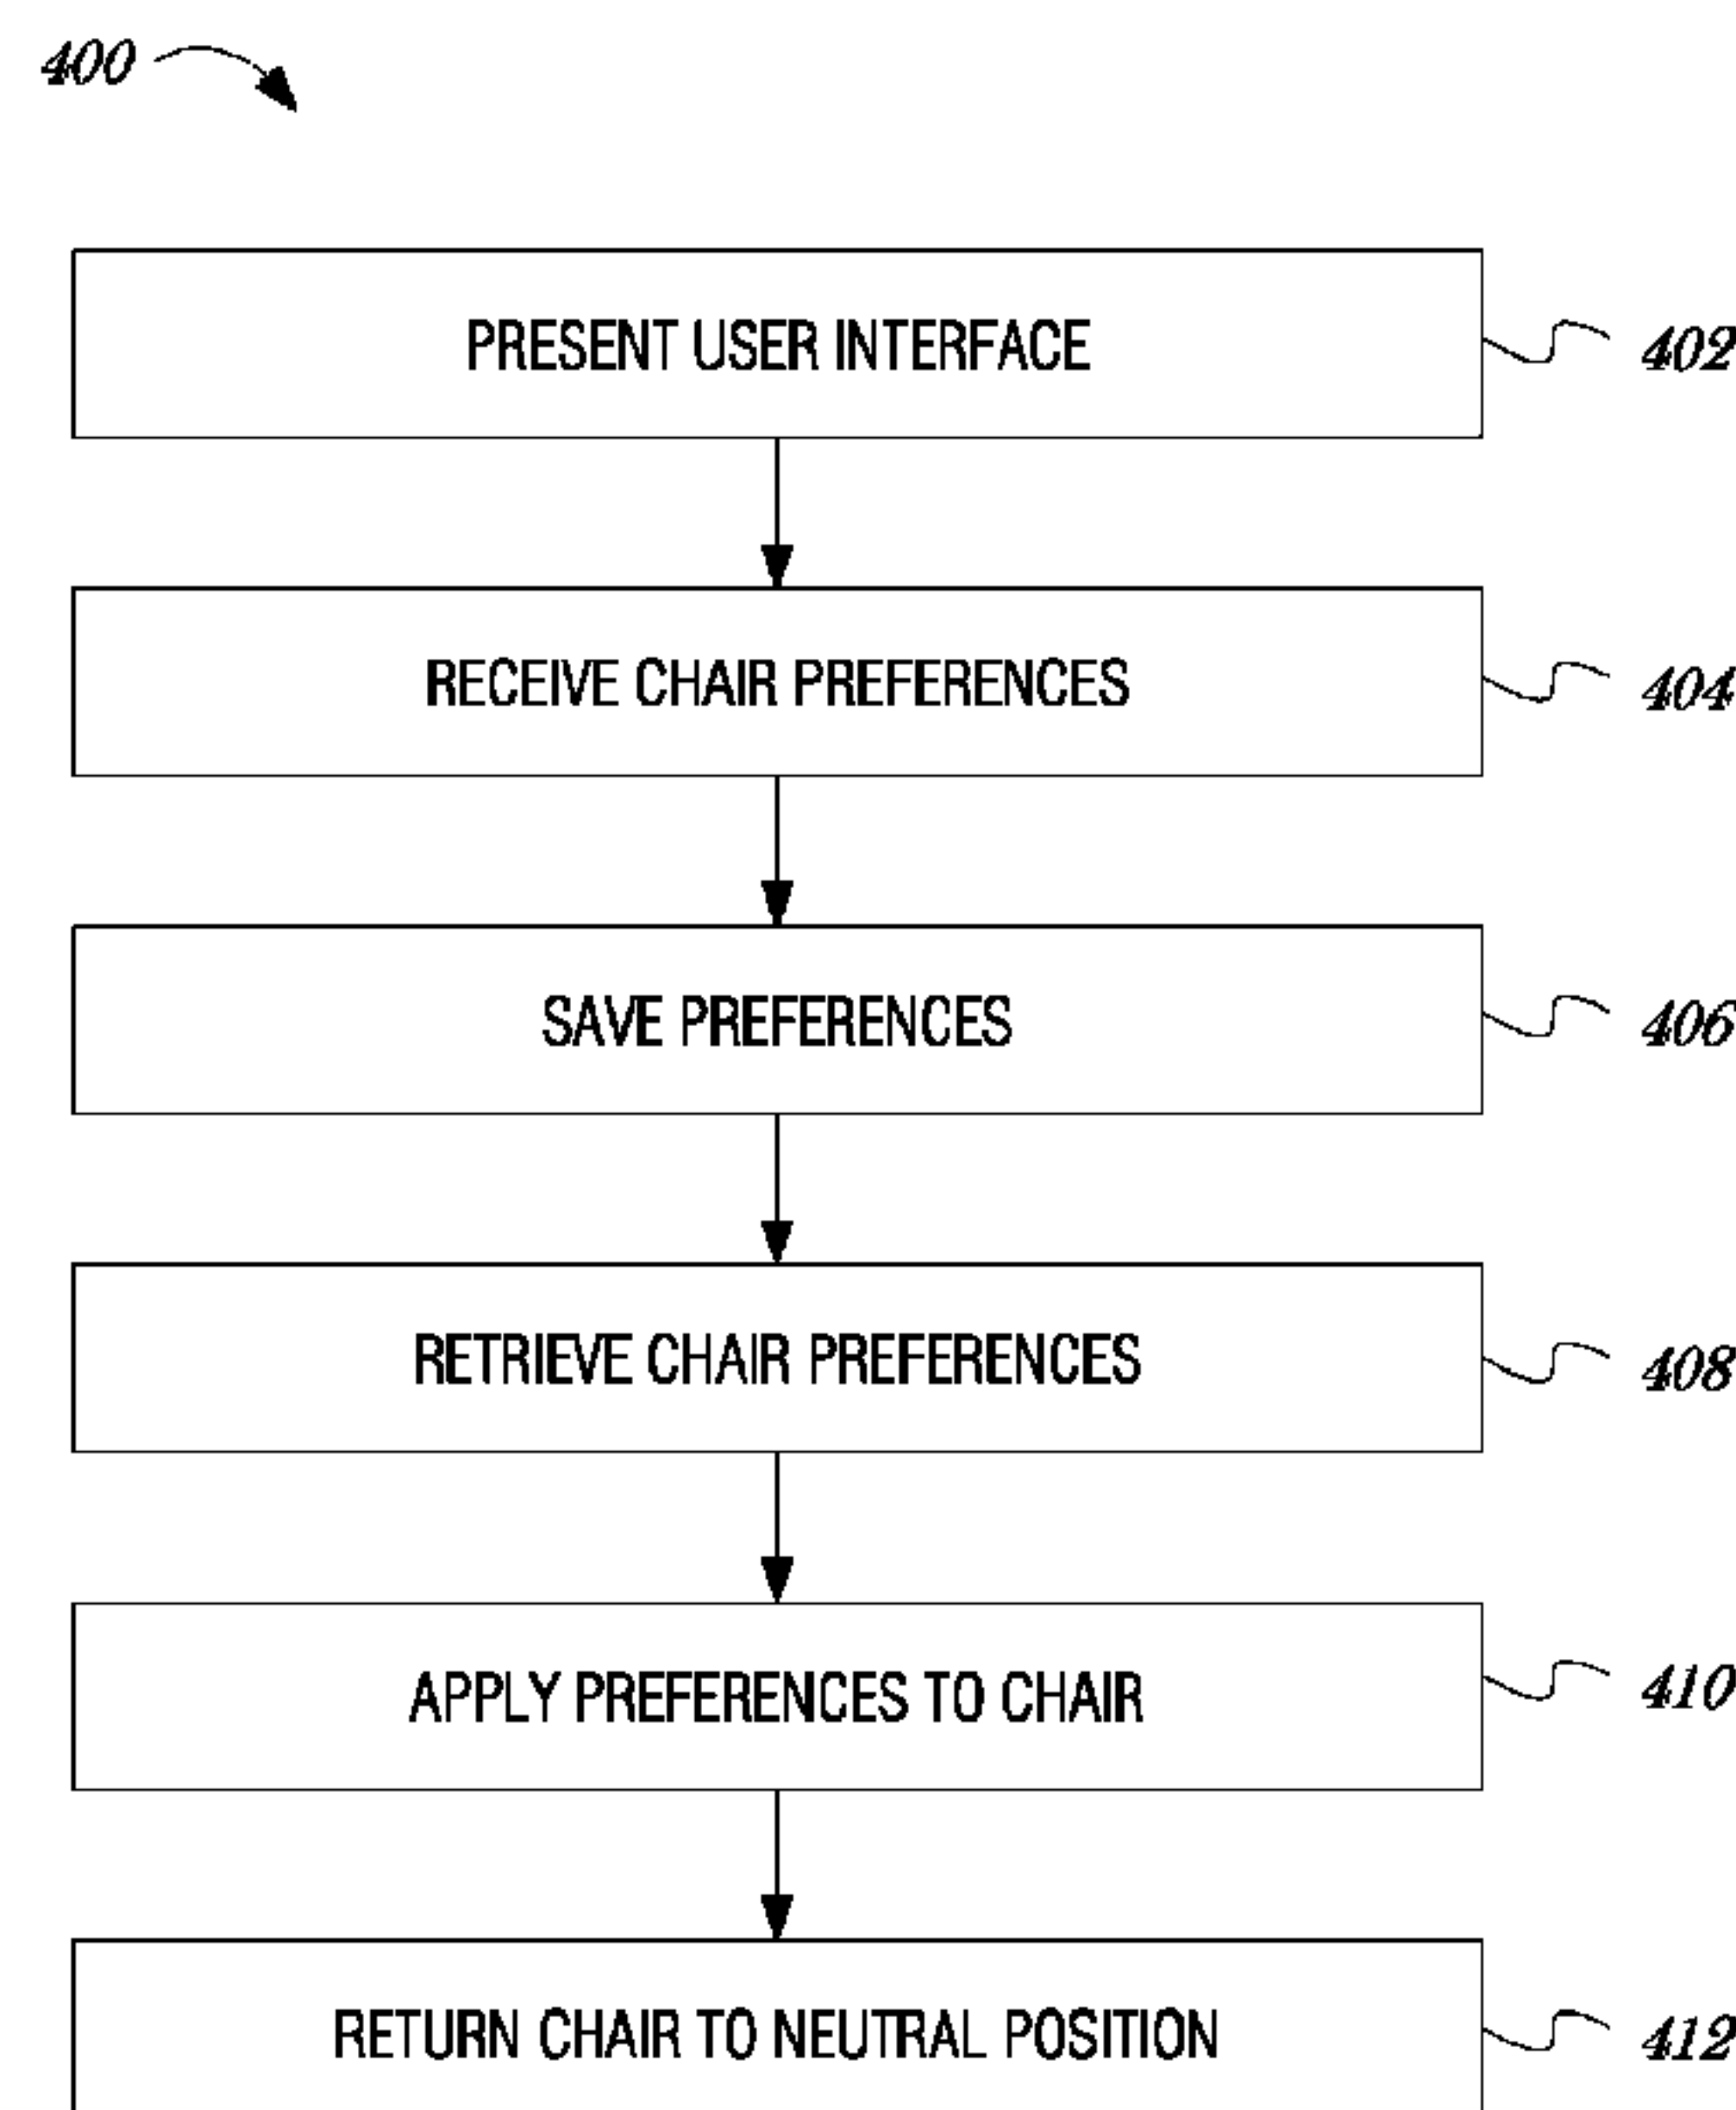 400
PRESENT USER INTERFACE 402
RECEIVE CHAIR PREFERENCES 404
SAVE PREFERENCES 406
RETRIEVE CHAIR PREFERENCES 408
APPLY PREFERENCES TO CHAIR 410
RETURN CHAIR TO NEUTRAL POSITION 412